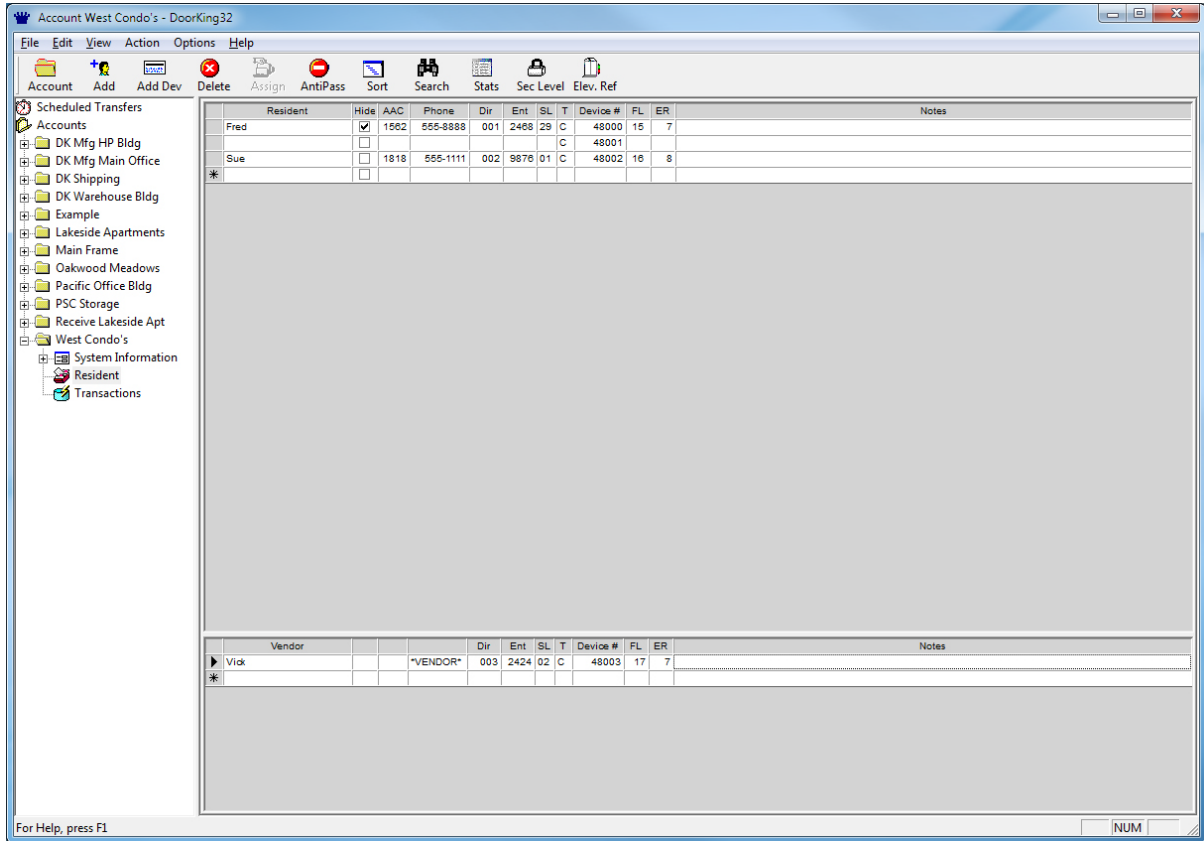 Account West Condo's - DoorKing32
File Edit View Action Options Help
Account Add Add Dev Delete Assign AntiPass Sort Search Stats Sec Level Elev. Ref
Scheduled Transfers
Accounts
DK Mfg HP Bldg
DK Mfg Main Office
DK Shipping
DK Warehouse Bldg
Example
Lakeside Apartments
Main Frame
Oakwood Meadows
Pacific Office Bldg
PSC Storage
Receive Lakeside Apt
West Condo's
System Information
Resident
Transactions
Resident Hide AAC Phone Dir Ent SL T Device # FL ER Notes
Fred 1562 555-8888 001 2468 29 C 48000 15 7
C 48001
Sue 1818 555-1111 002 9876 01 C 48002 16 8
Vendor Dir Ent SL T Device # FL ER Notes
Vick *VENDOR* 003 2424 02 C 48003 17 7
For Help, press F1
NUM